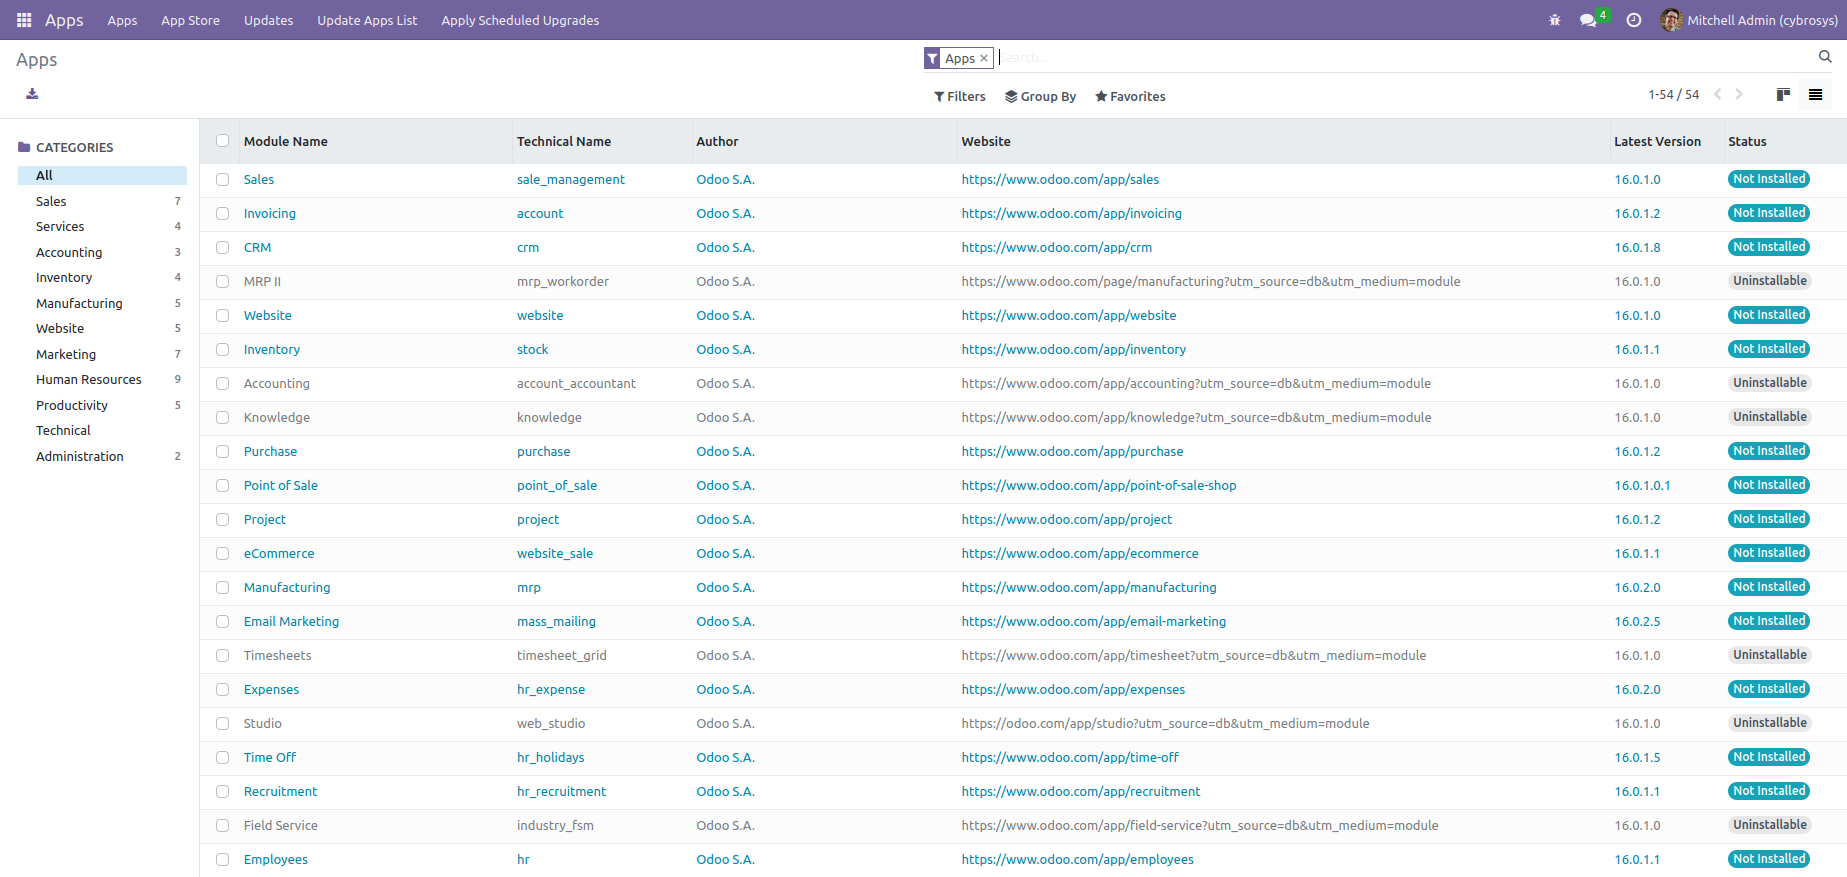 Apps Apps App Store Updates Update Apps List Apply Scheduled Upgrades 4 Mitchell Admin (cybrosys)
Apps
Apps × Search...
Filters Group By Favorites 1-54 / 54
CATEGORIES
All
Sales 7
Services 4
Accounting 3
Inventory 4
Manufacturing 5
Website 5
Marketing 7
Human Resources 9
Productivity 5
Technical
Administration 2
Module Name Technical Name Author Website Latest Version Status
Sales sale_management Odoo S.A. https://www.odoo.com/app/sales 16.0.1.0 Not Installed
Invoicing account Odoo S.A. https://www.odoo.com/app/invoicing 16.0.1.2 Not Installed
CRM crm Odoo S.A. https://www.odoo.com/app/crm 16.0.1.8 Not Installed
MRP II mrp_workorder Odoo S.A. https://www.odoo.com/page/manufacturing?utm_source=db&utm_medium=module 16.0.1.0 Uninstallable
Website website Odoo S.A. https://www.odoo.com/app/website 16.0.1.0 Not Installed
Inventory stock Odoo S.A. https://www.odoo.com/app/inventory 16.0.1.1 Not Installed
Accounting account_accountant Odoo S.A. https://www.odoo.com/app/accounting?utm_source=db&utm_medium=module 16.0.1.0 Uninstallable
Knowledge knowledge Odoo S.A. https://www.odoo.com/app/knowledge?utm_source=db&utm_medium=module 16.0.1.0 Uninstallable
Purchase purchase Odoo S.A. https://www.odoo.com/app/purchase 16.0.1.2 Not Installed
Point of Sale point_of_sale Odoo S.A. https://www.odoo.com/app/point-of-sale-shop 16.0.1.0.1 Not Installed
Project project Odoo S.A. https://www.odoo.com/app/project 16.0.1.2 Not Installed
eCommerce website_sale Odoo S.A. https://www.odoo.com/app/ecommerce 16.0.1.1 Not Installed
Manufacturing mrp Odoo S.A. https://www.odoo.com/app/manufacturing 16.0.2.0 Not Installed
Email Marketing mass_mailing Odoo S.A. https://www.odoo.com/app/email-marketing 16.0.2.5 Not Installed
Timesheets timesheet_grid Odoo S.A. https://www.odoo.com/app/timesheet?utm_source=db&utm_medium=module 16.0.1.0 Uninstallable
Expenses hr_expense Odoo S.A. https://www.odoo.com/app/expenses 16.0.2.0 Not Installed
Studio web_studio Odoo S.A. https://odoo.com/app/studio?utm_source=db&utm_medium=module 16.0.1.0 Uninstallable
Time Off hr_holidays Odoo S.A. https://www.odoo.com/app/time-off 16.0.1.5 Not Installed
Recruitment hr_recruitment Odoo S.A. https://www.odoo.com/app/recruitment 16.0.1.1 Not Installed
Field Service industry_fsm Odoo S.A. https://www.odoo.com/app/field-service?utm_source=db&utm_medium=module 16.0.1.0 Uninstallable
Employees hr Odoo S.A. https://www.odoo.com/app/employees 16.0.1.1 Not Installed